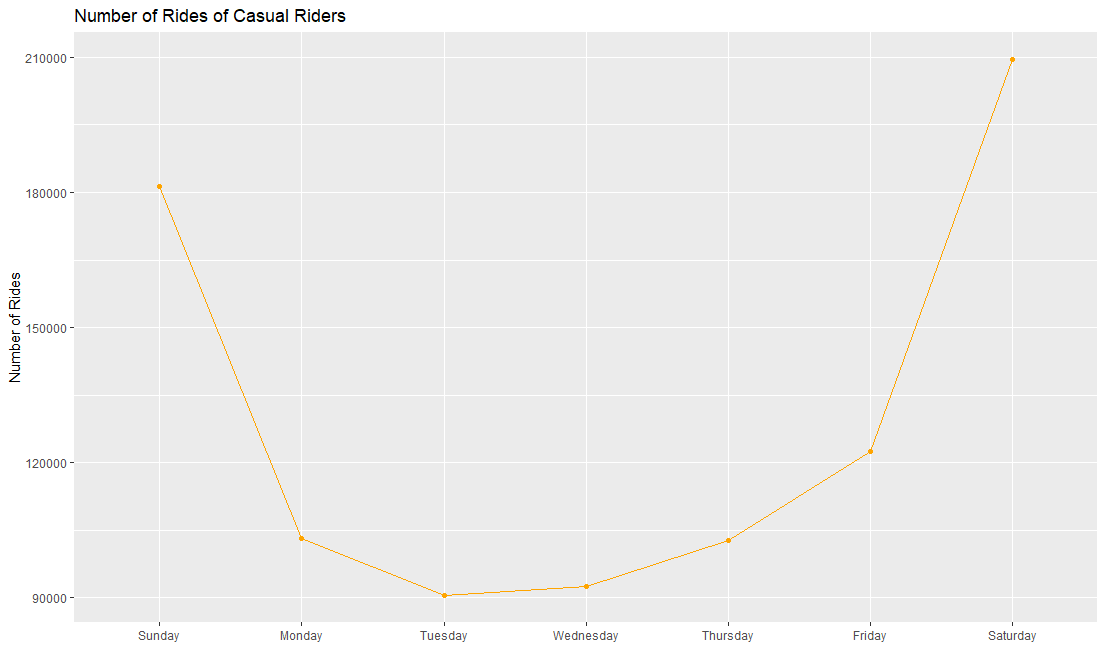 Number of Rides of Casual Riders
Number of Rides
210000
180000
150000
120000
90000
Sunday Monday Tuesday Wednesday Thursday Friday Saturday